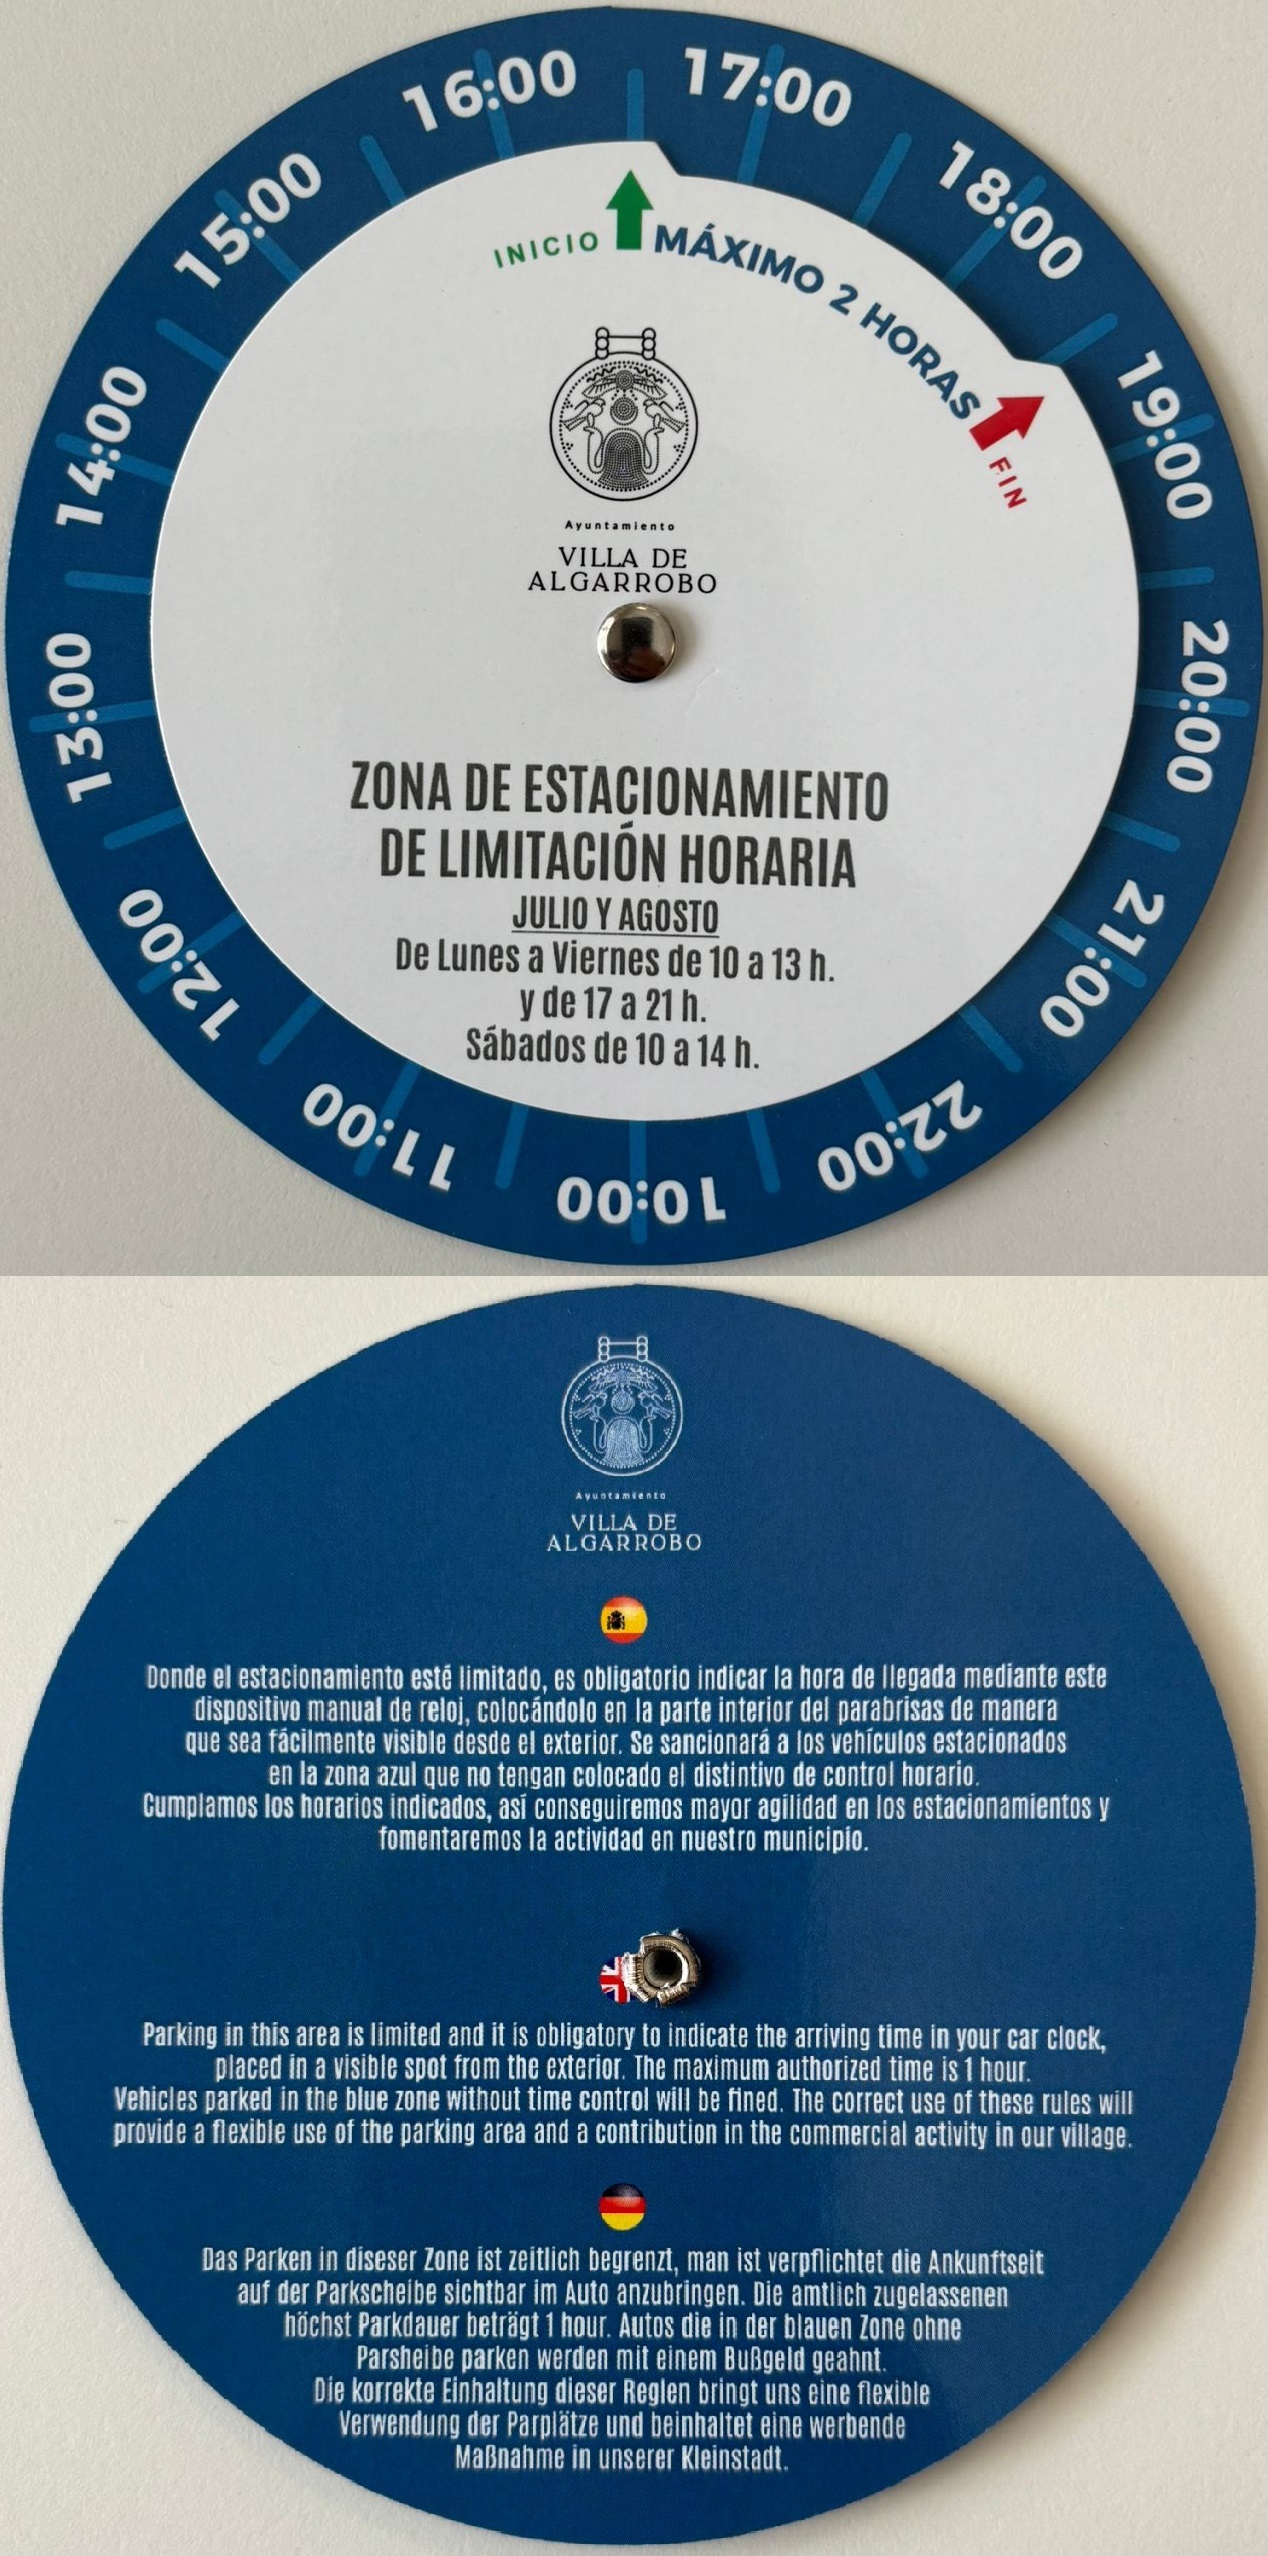 16:00
17:00
18:00
19:00
20:00
21:00
22:00
10:00
11:00
12:00
13:00
14:00
15:00
INICIO
MÁXIMO 2 HORAS
FIN
Ayuntamiento
VILLA DE
ALGARROBO
ZONA DE ESTACIONAMIENTO
DE LIMITACIÓN HORARIA
JULIO Y AGOSTO
De Lunes a Viernes de 10 a 13 h.
y de 17 a 21 h.
Sábados de 10 a 14 h.
Ayuntamiento
VILLA DE
ALGARROBO
Donde el estacionamiento esté limitado, es obligatorio indicar la hora de llegada mediante este
dispositivo manual de reloj, colocándolo en la parte interior del parabrisas de manera
que sea fácilmente visible desde el exterior. Se sancionará a los vehículos estacionados
en la zona azul que no tengan colocado el distintivo de control horario.
Cumplamos los horarios indicados, así conseguiremos mayor agilidad en los estacionamientos y
fomentaremos la actividad en nuestro municipio.
Parking in this area is limited and it is obligatory to indicate the arriving time in your car clock,
placed in a visible spot from the exterior. The maximum authorized time is 1 hour.
Vehicles parked in the blue zone without time control will be fined. The correct use of these rules will
provide a flexible use of the parking area and a contribution in the commercial activity in our village.
Das Parken in diseser Zone ist zeitlich begrenzt, man ist verpflichtet die Ankunftseit
auf der Parkscheibe sichtbar im Auto anzubringen. Die amtlich zugelassenen
höchst Parkdauer beträgt 1 hour. Autos die in der blauen Zone ohne
Parsheibe parken werden mit einem Bußgeld geahnt.
Die korrekte Einhaltung dieser Reglen bringt uns eine flexible
Verwendung der Parplätze und beinhaltet eine werbende
Maßnahme in unserer Kleinstadt.